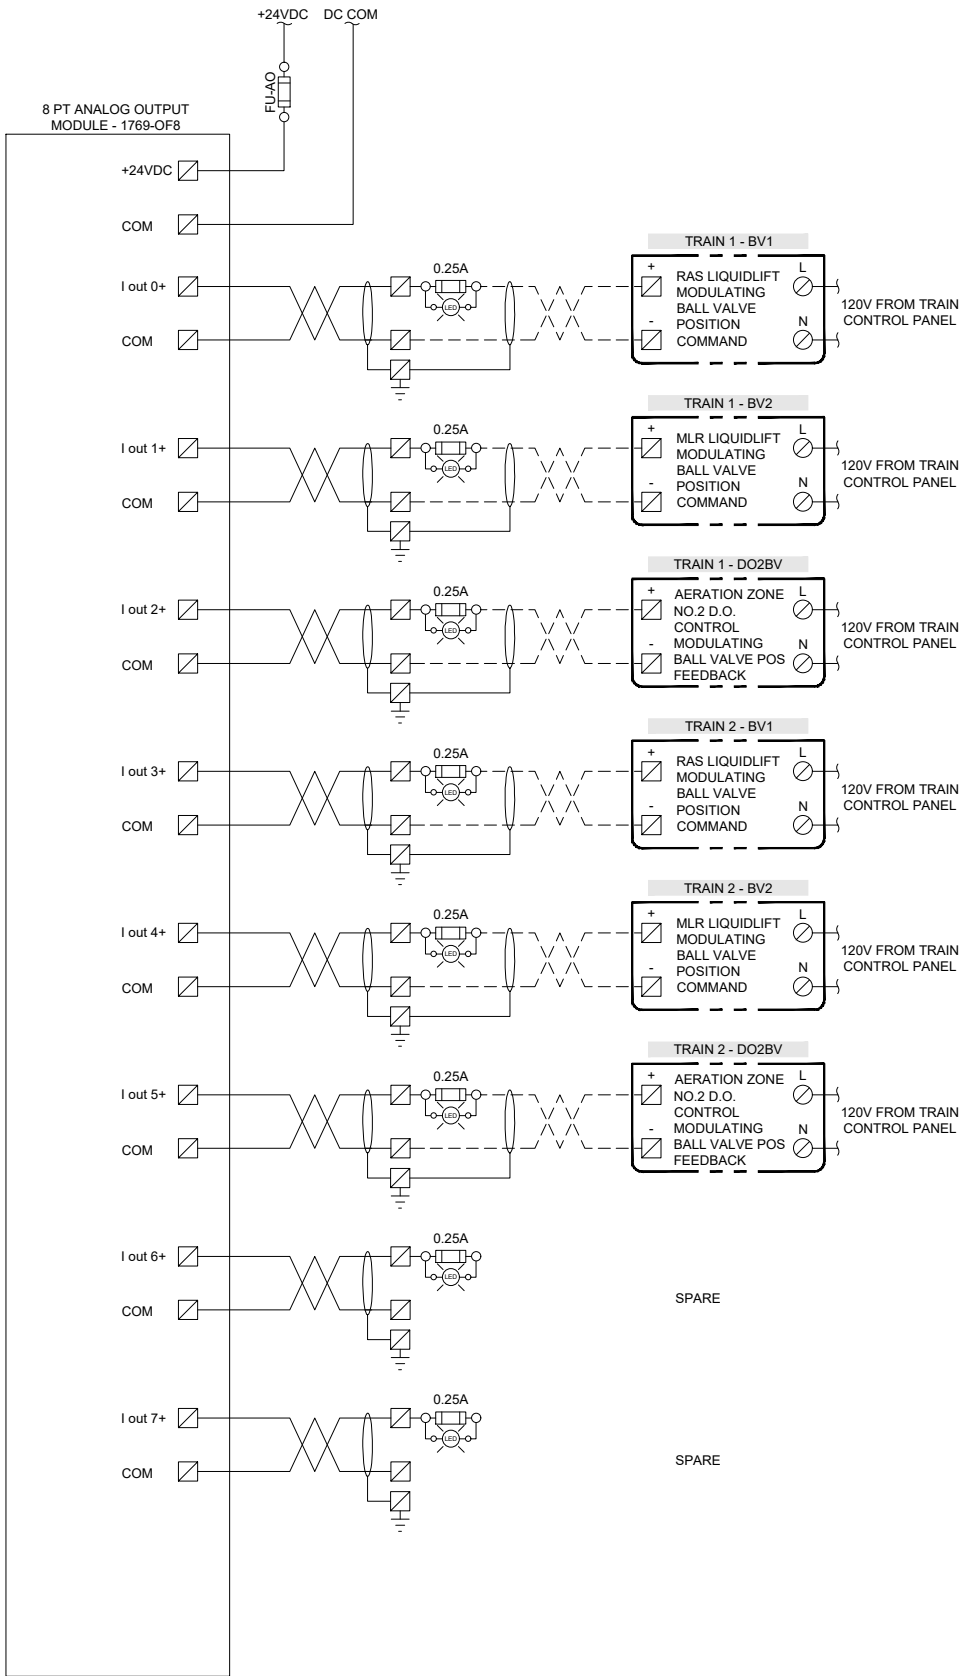 +24VDC DC COM
FU-AO
8 PT ANALOG OUTPUT
MODULE - 1769-OF8
+24VDC
COM
TRAIN 1 - BV1
I out 0+
0.25A
LED
+
RAS LIQUIDLIFT
MODULATING
BALL VALVE
POSITION
COMMAND
-
L
N
120V FROM TRAIN
CONTROL PANEL
COM
TRAIN 1 - BV2
I out 1+
0.25A
LED
+
MLR LIQUIDLIFT
MODULATING
BALL VALVE
POSITION
COMMAND
-
L
N
120V FROM TRAIN
CONTROL PANEL
COM
TRAIN 1 - DO2BV
I out 2+
0.25A
LED
+
AERATION ZONE
NO.2 D.O.
CONTROL
MODULATING
BALL VALVE POS
FEEDBACK
-
L
N
120V FROM TRAIN
CONTROL PANEL
COM
TRAIN 2 - BV1
I out 3+
0.25A
LED
+
RAS LIQUIDLIFT
MODULATING
BALL VALVE
POSITION
COMMAND
-
L
N
120V FROM TRAIN
CONTROL PANEL
COM
TRAIN 2 - BV2
I out 4+
0.25A
LED
+
MLR LIQUIDLIFT
MODULATING
BALL VALVE
POSITION
COMMAND
-
L
N
120V FROM TRAIN
CONTROL PANEL
COM
TRAIN 2 - DO2BV
I out 5+
0.25A
LED
+
AERATION ZONE
NO.2 D.O.
CONTROL
MODULATING
BALL VALVE POS
FEEDBACK
-
L
N
120V FROM TRAIN
CONTROL PANEL
COM
I out 6+
0.25A
LED
COM
SPARE
I out 7+
0.25A
LED
COM
SPARE